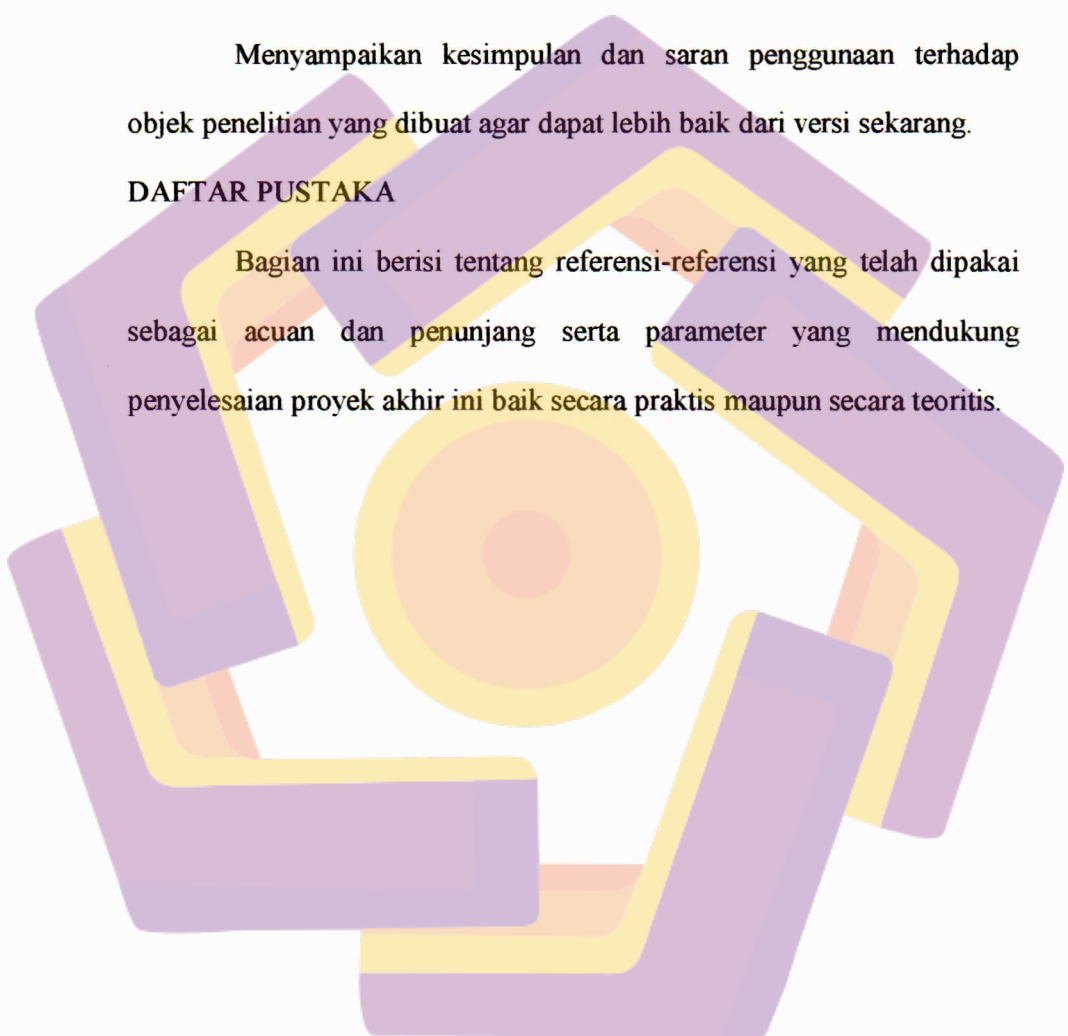 Menyampaikan kesimpulan dan saran penggunaan terhadap
objek penelitian yang dibuat agar dapat lebih baik dari versi sekarang.
DAFTAR PUSTAKA
Bagian ini berisi tentang referensi-referensi yang telah dipakai
sebagai acuan dan penunjang serta parameter yang mendukung
penyelesaian proyek akhir ini baik secara praktis maupun secara teoritis.